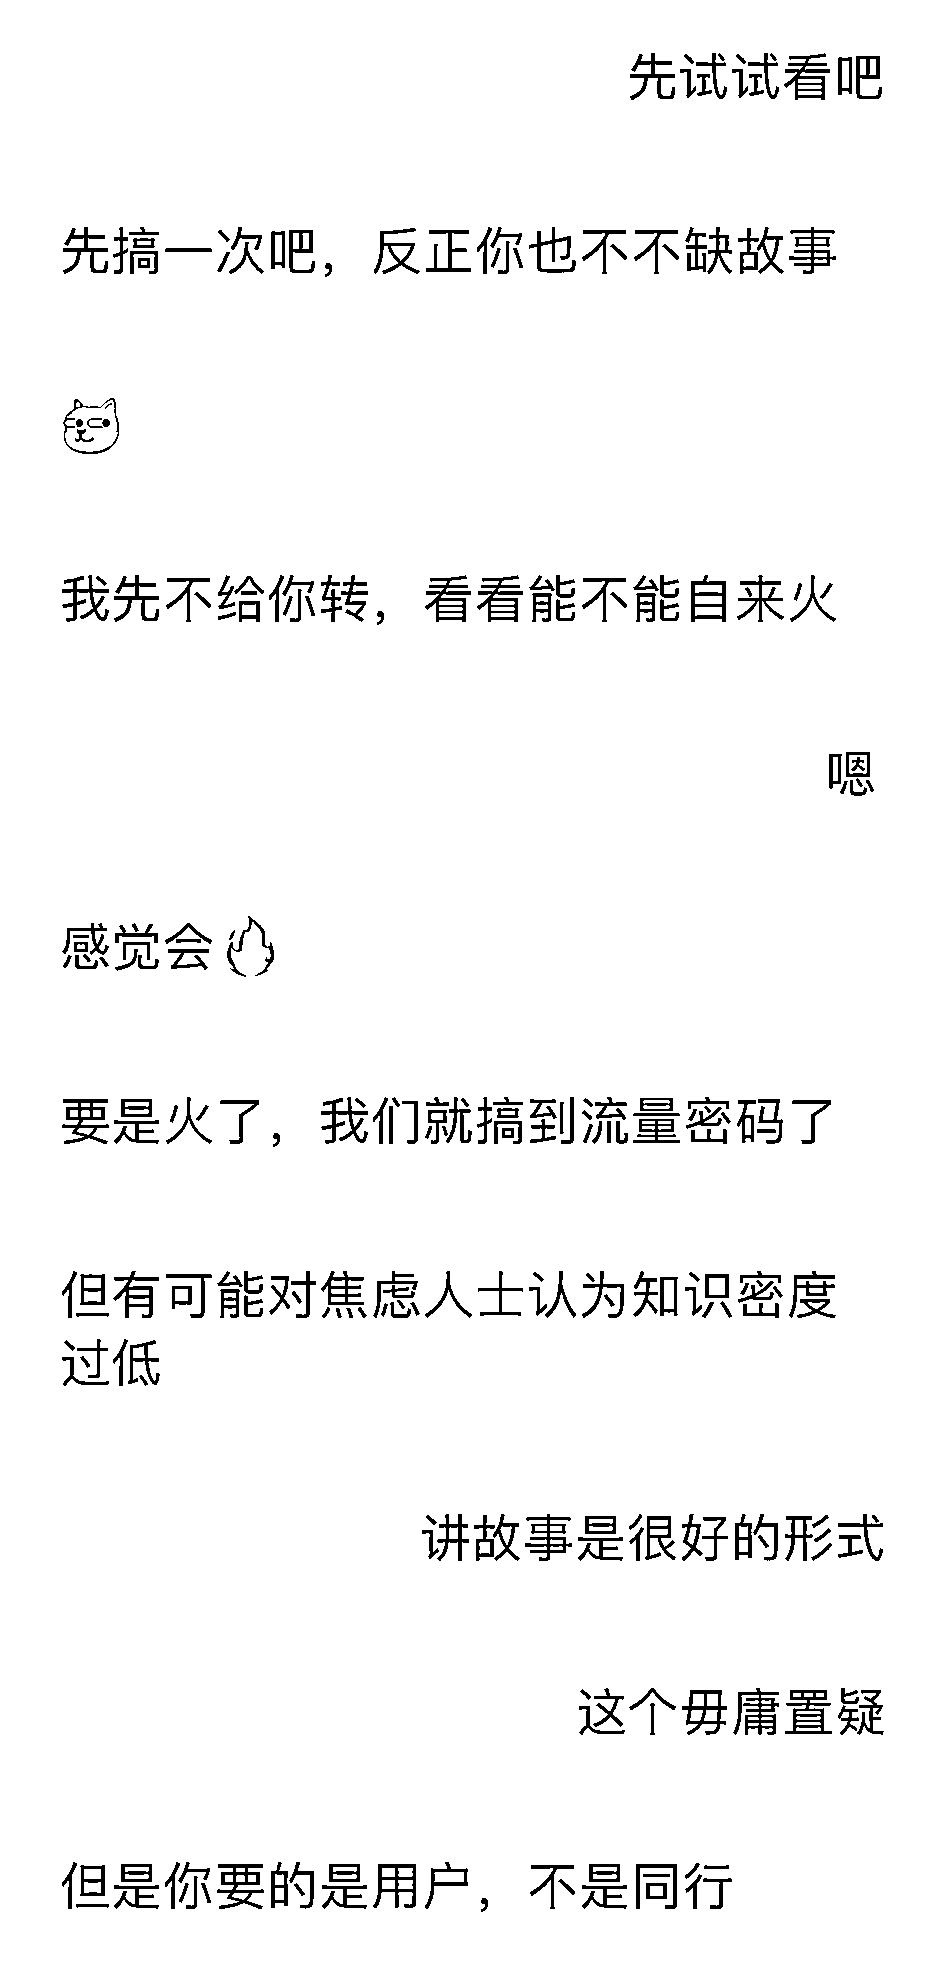 先试试看吧
先搞一次吧，反正你也不不缺故事
我先不给你转，看看能不能自来火
嗯
感觉会🔥
要是火了，我们就搞到流量密码了
但有可能对焦虑人士认为知识密度
过低
讲故事是很好的形式
这个毋庸置疑
但是你要的是用户，不是同行